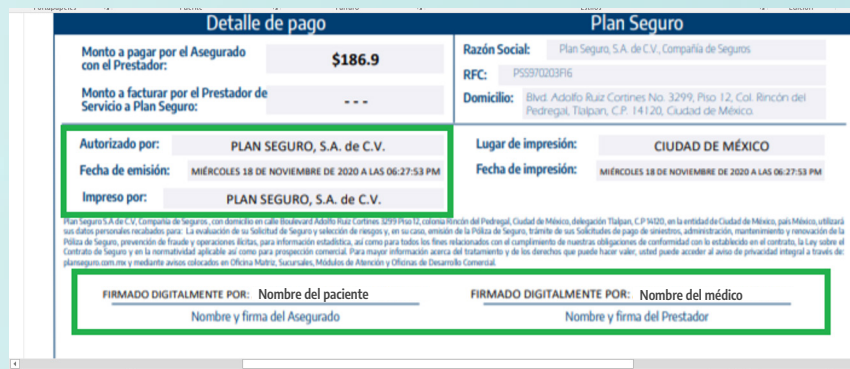 Detalle de pago
Plan Seguro
Monto a pagar por el Asegurado
con el Prestador:
$186.9
Monto a facturar por el Prestador de
Servicio a Plan Seguro:
- - -
Razón Social: Plan Seguro, S.A. de C.V., Compañía de Seguros
RFC: PSS970203FI6
Domicilio: Blvd. Adolfo Ruiz Cortines No. 3299, Piso 12, Col. Rincón del
Pedregal, Tlalpan, C.P. 14120, Ciudad de México.
Autorizado por: PLAN SEGURO, S.A. de C.V.
Fecha de emisión: MIÉRCOLES 18 DE NOVIEMBRE DE 2020 A LAS 06:27:53 PM
Impreso por: PLAN SEGURO, S.A. de C.V.
Lugar de impresión: CIUDAD DE MÉXICO
Fecha de impresión: MIÉRCOLES 18 DE NOVIEMBRE DE 2020 A LAS 06:27:53 PM
Plan Seguro S.A de C.V, Compañía de Seguros , con domicilio en calle Boulevard Adolfo Ruiz Cortines 3299 Piso 12, colonia Rincón del Pedregal, Ciudad de México, delegación Tlalpan, C.P 14120, en la entidad de Ciudad de México, país México, utilizará
sus datos personales recabados para: La evaluación de su Solicitud de Seguro y selección de riesgos y, en su caso, emisión de la Póliza de Seguro, trámite de sus Solicitudes de pago de siniestros, administración, mantenimiento y renovación de la
Póliza de Seguro, prevención de fraude y operaciones ilícitas, para información estadística, así como para todos los fines relacionados con el cumplimiento de nuestras obligaciones de conformidad con lo establecido en el contrato, la Ley sobre el
Contrato de Seguro y en la normatividad aplicable así como para prospección comercial. Para mayor información acerca del tratamiento y de los derechos que puede hacer valer, usted puede acceder al aviso de privacidad integral a través de:
planseguro.com.mx y mediante avisos colocados en Oficina Matriz, Sucursales, Módulos de Atención y Oficinas de Desarrollo Comercial.
FIRMADO DIGITALMENTE POR: Nombre del paciente
Nombre y firma del Asegurado
FIRMADO DIGITALMENTE POR: Nombre del médico
Nombre y firma del Prestador